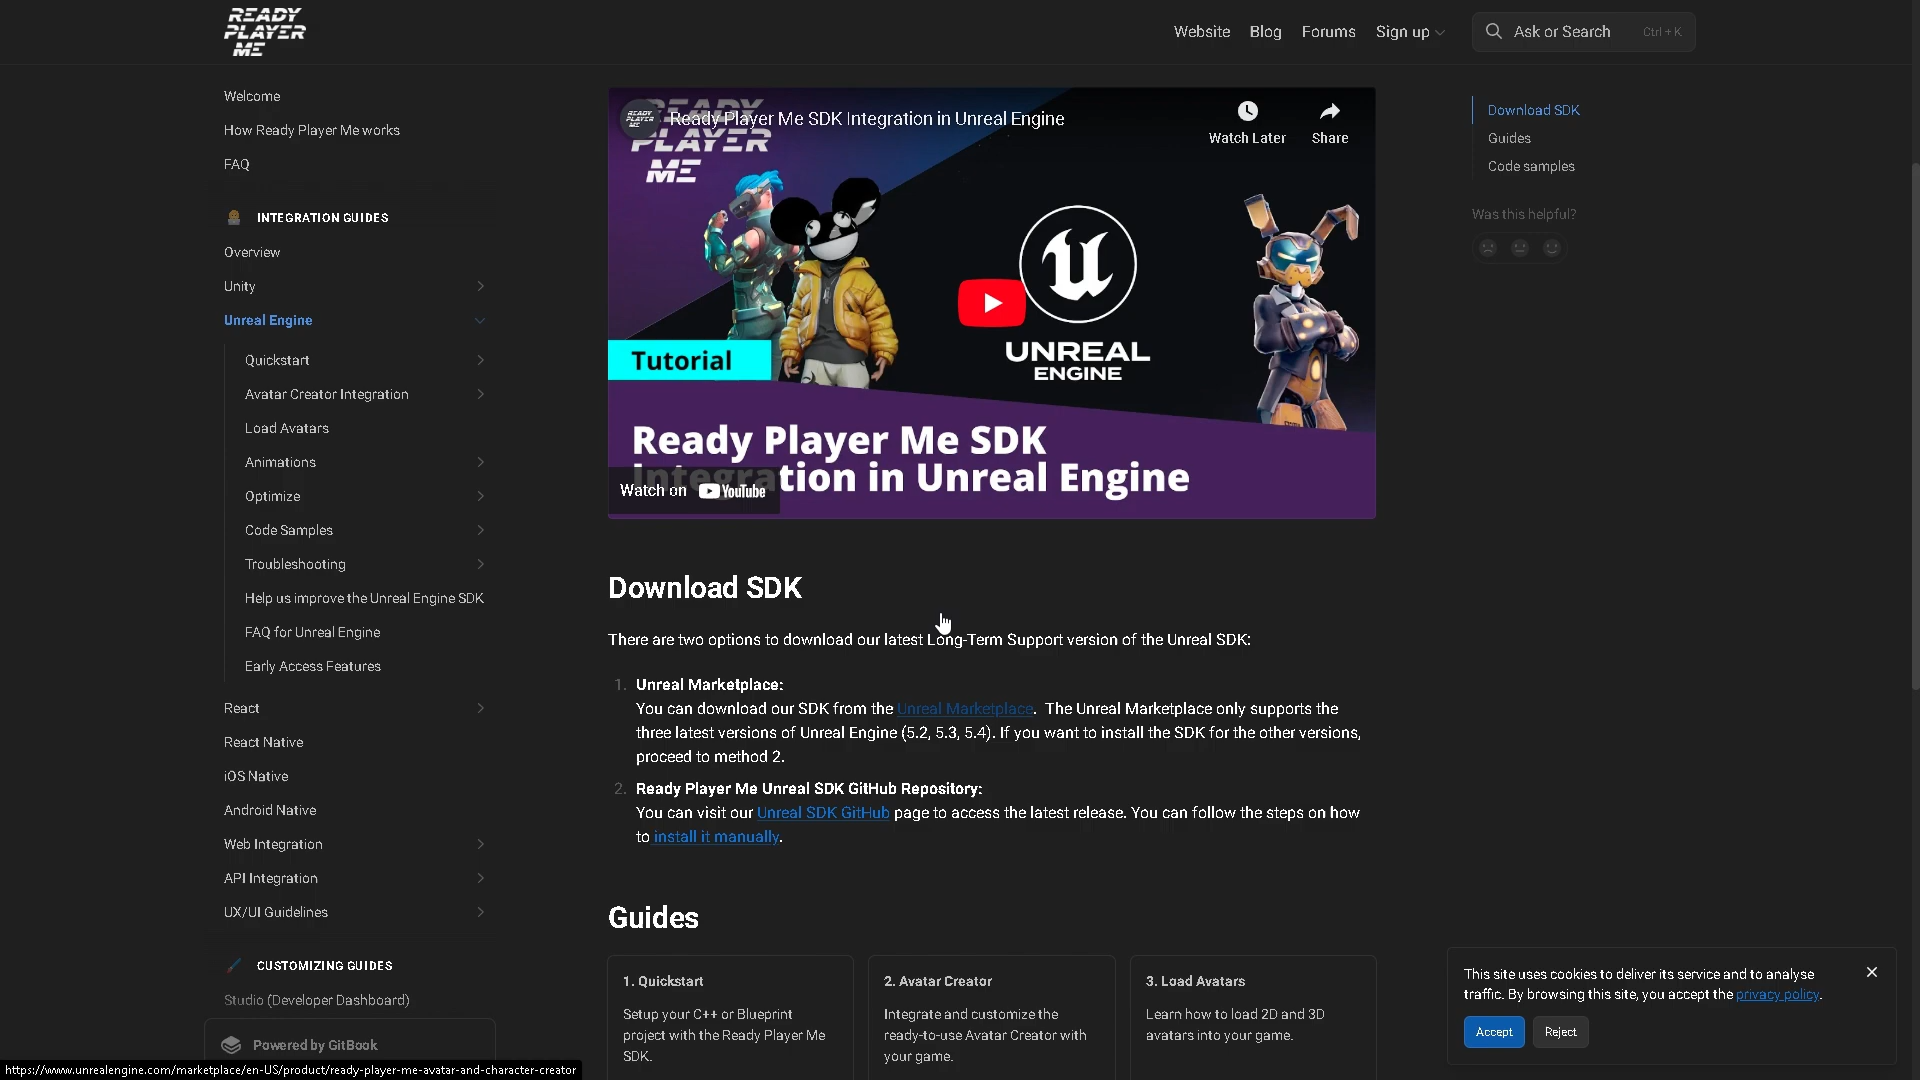 READY
PLAYER
ME
Website
Blog
Forums
Sign up
Ask or Search
Ctrl + K
Welcome
How Ready Player Me works
FAQ
INTEGRATION GUIDES
Overview
Unity
Unreal Engine
Quickstart
Avatar Creator Integration
Load Avatars
Animations
Optimize
Code Samples
Troubleshooting
Help us improve the Unreal Engine SDK
FAQ for Unreal Engine
Early Access Features
React
React Native
iOS Native
Android Native
Web Integration
API Integration
UX/UI Guidelines
CUSTOMIZING GUIDES
Studio (Developer Dashboard)
Powered by GitBook
READY
PLAYER
ME
Ready Player Me SDK Integration in Unreal Engine
Watch Later
Share
READY
PLAYER
ME
UNREAL
ENGINE
Tutorial
Ready Player Me SDK
Integration in Unreal Engine
Watch on YouTube
Download SDK
There are two options to download our latest Long-Term Support version of the Unreal SDK:
1. Unreal Marketplace:
You can download our SDK from the Unreal Marketplace. The Unreal Marketplace only supports the
three latest versions of Unreal Engine (5.2, 5.3, 5.4). If you want to install the SDK for the other versions,
proceed to method 2.
2. Ready Player Me Unreal SDK GitHub Repository:
You can visit our Unreal SDK GitHub page to access the latest release. You can follow the steps on how
to install it manually.
Guides
1. Quickstart
Setup your C++ or Blueprint
project with the Ready Player Me
SDK.
2. Avatar Creator
Integrate and customize the
ready-to-use Avatar Creator with
your game.
3. Load Avatars
Learn how to load 2D and 3D
avatars into your game.
Download SDK
Guides
Code samples
Was this helpful?
This site uses cookies to deliver its service and to analyse
traffic. By browsing this site, you accept the privacy policy.
Accept
Reject
https://www.unrealengine.com/marketplace/en-US/product/ready-player-me-avatar-and-character-creator